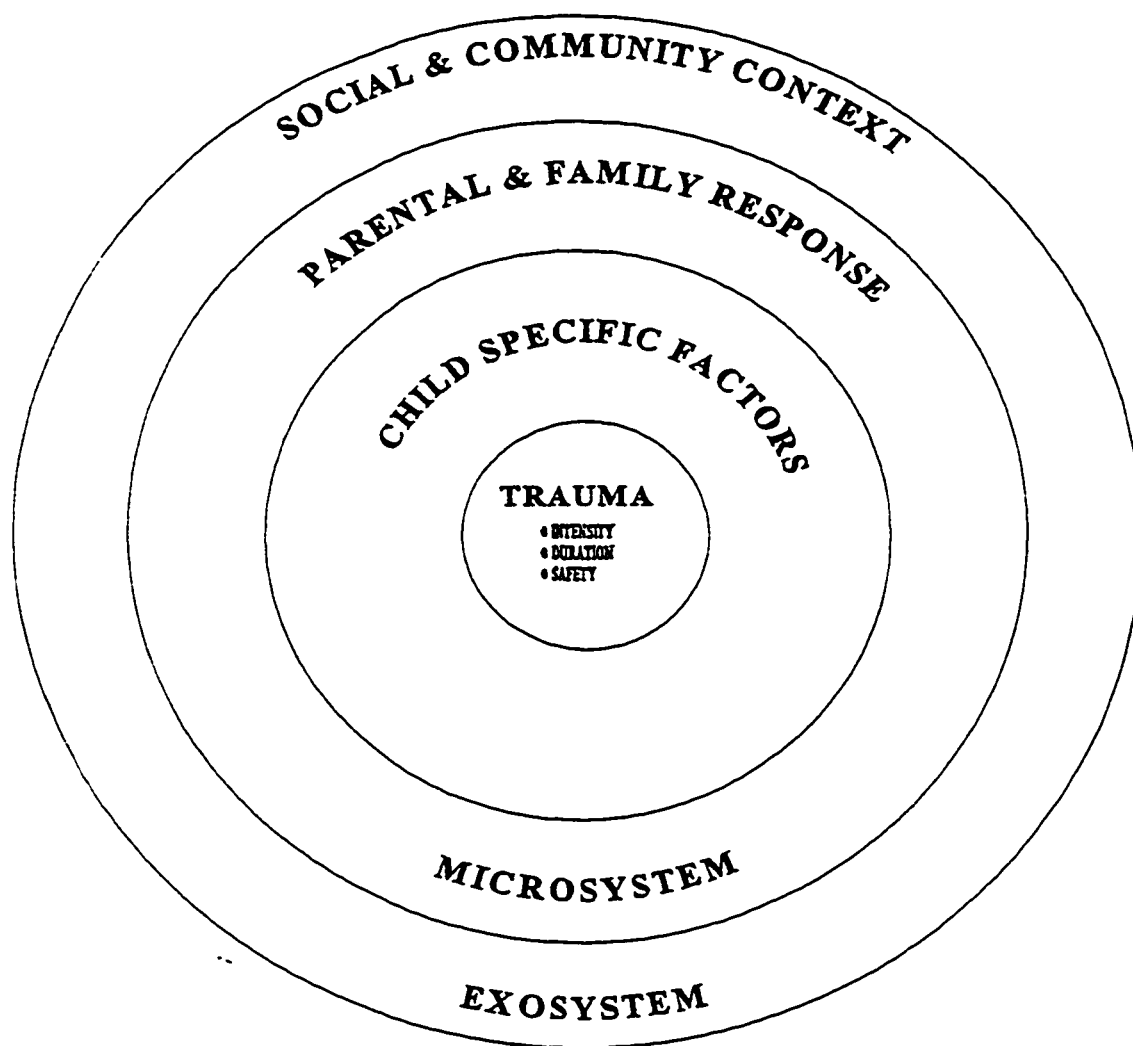 SOCIAL & COMMUNITY CONTEXT
PARENTAL & FAMILY RESPONSE
CHILD SPECIFIC FACTORS
TRAUMA
• INTENSITY
• DURATION
• SAFETY
MICROSYSTEM
EXOSYSTEM